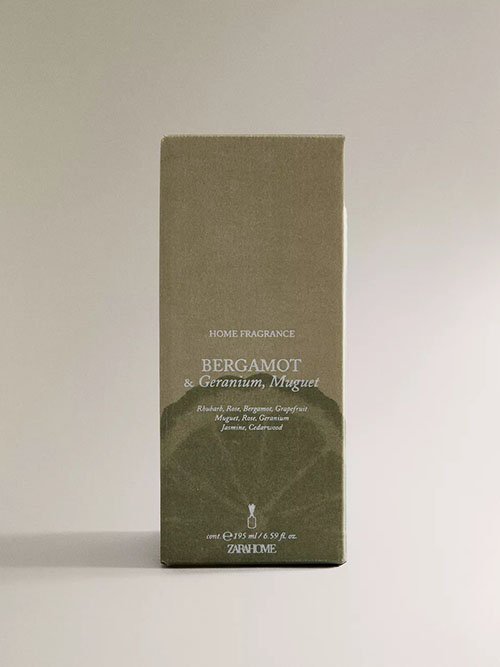 HOME FRAGRANCE
BERGAMOT
& Geranium, Muguet
Rhubarb, Rose, Bergamot, Grapefruit
Muguet, Rose, Geranium
Jasmine, Cedarwood
cont. ℮ 195 ml / 6.59 fl. oz.
ZARAHOME